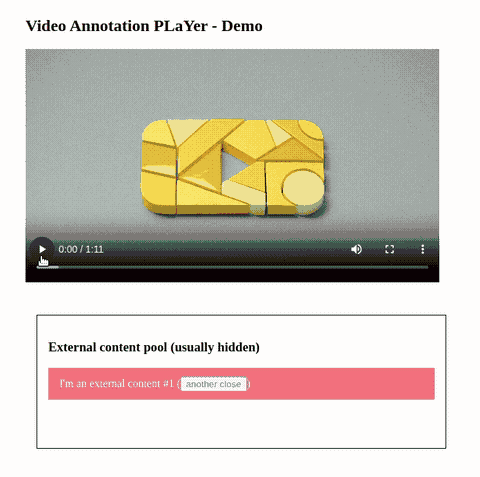 Video Annotation PLaYer - Demo
0:00 / 1:11
External content pool (usually hidden)
I'm an external content #1 (another close)